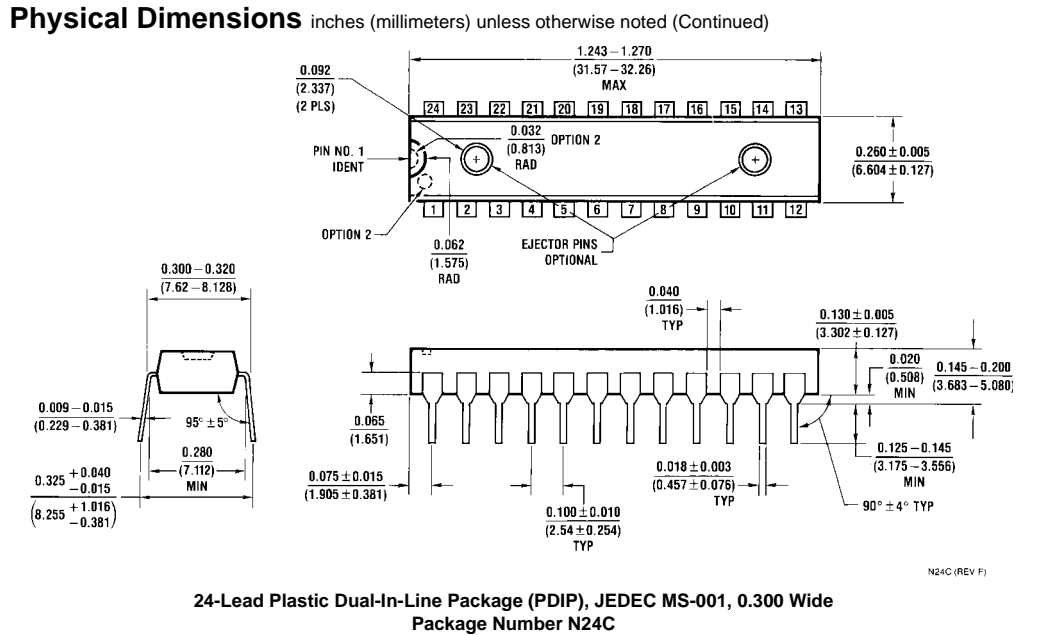 Physical Dimensions inches (millimeters) unless otherwise noted (Continued)
1.243 – 1.270
(31.57 – 32.26)
MAX
0.092
(2.337)
(2 PLS)
24 23 22 21 20 19 18 17 16 15 14 13
0.032
(0.813)
RAD
OPTION 2
PIN NO. 1
IDENT
0.260 ± 0.005
(6.604 ± 0.127)
1 2 3 4 5 6 7 8 9 10 11 12
OPTION 2
0.062
(1.575)
RAD
EJECTOR PINS
OPTIONAL
0.300 – 0.320
(7.62 – 8.128)
0.040
(1.016)
TYP
0.130 ± 0.005
(3.302 ± 0.127)
0.020
(0.508)
MIN
0.145 – 0.200
(3.683 – 5.080)
0.009 – 0.015
(0.229 – 0.381)
95° ± 5°
0.065
(1.651)
0.280
(7.112)
MIN
0.125 – 0.145
(3.175 – 3.556)
MIN
0.325 + 0.040 – 0.015
(8.255 + 1.016 – 0.381)
0.075 ± 0.015
(1.905 ± 0.381)
0.018 ± 0.003
(0.457 ± 0.076)
TYP
0.100 ± 0.010
(2.54 ± 0.254)
TYP
90° ± 4° TYP
N24C (REV F)
24-Lead Plastic Dual-In-Line Package (PDIP), JEDEC MS-001, 0.300 Wide
Package Number N24C